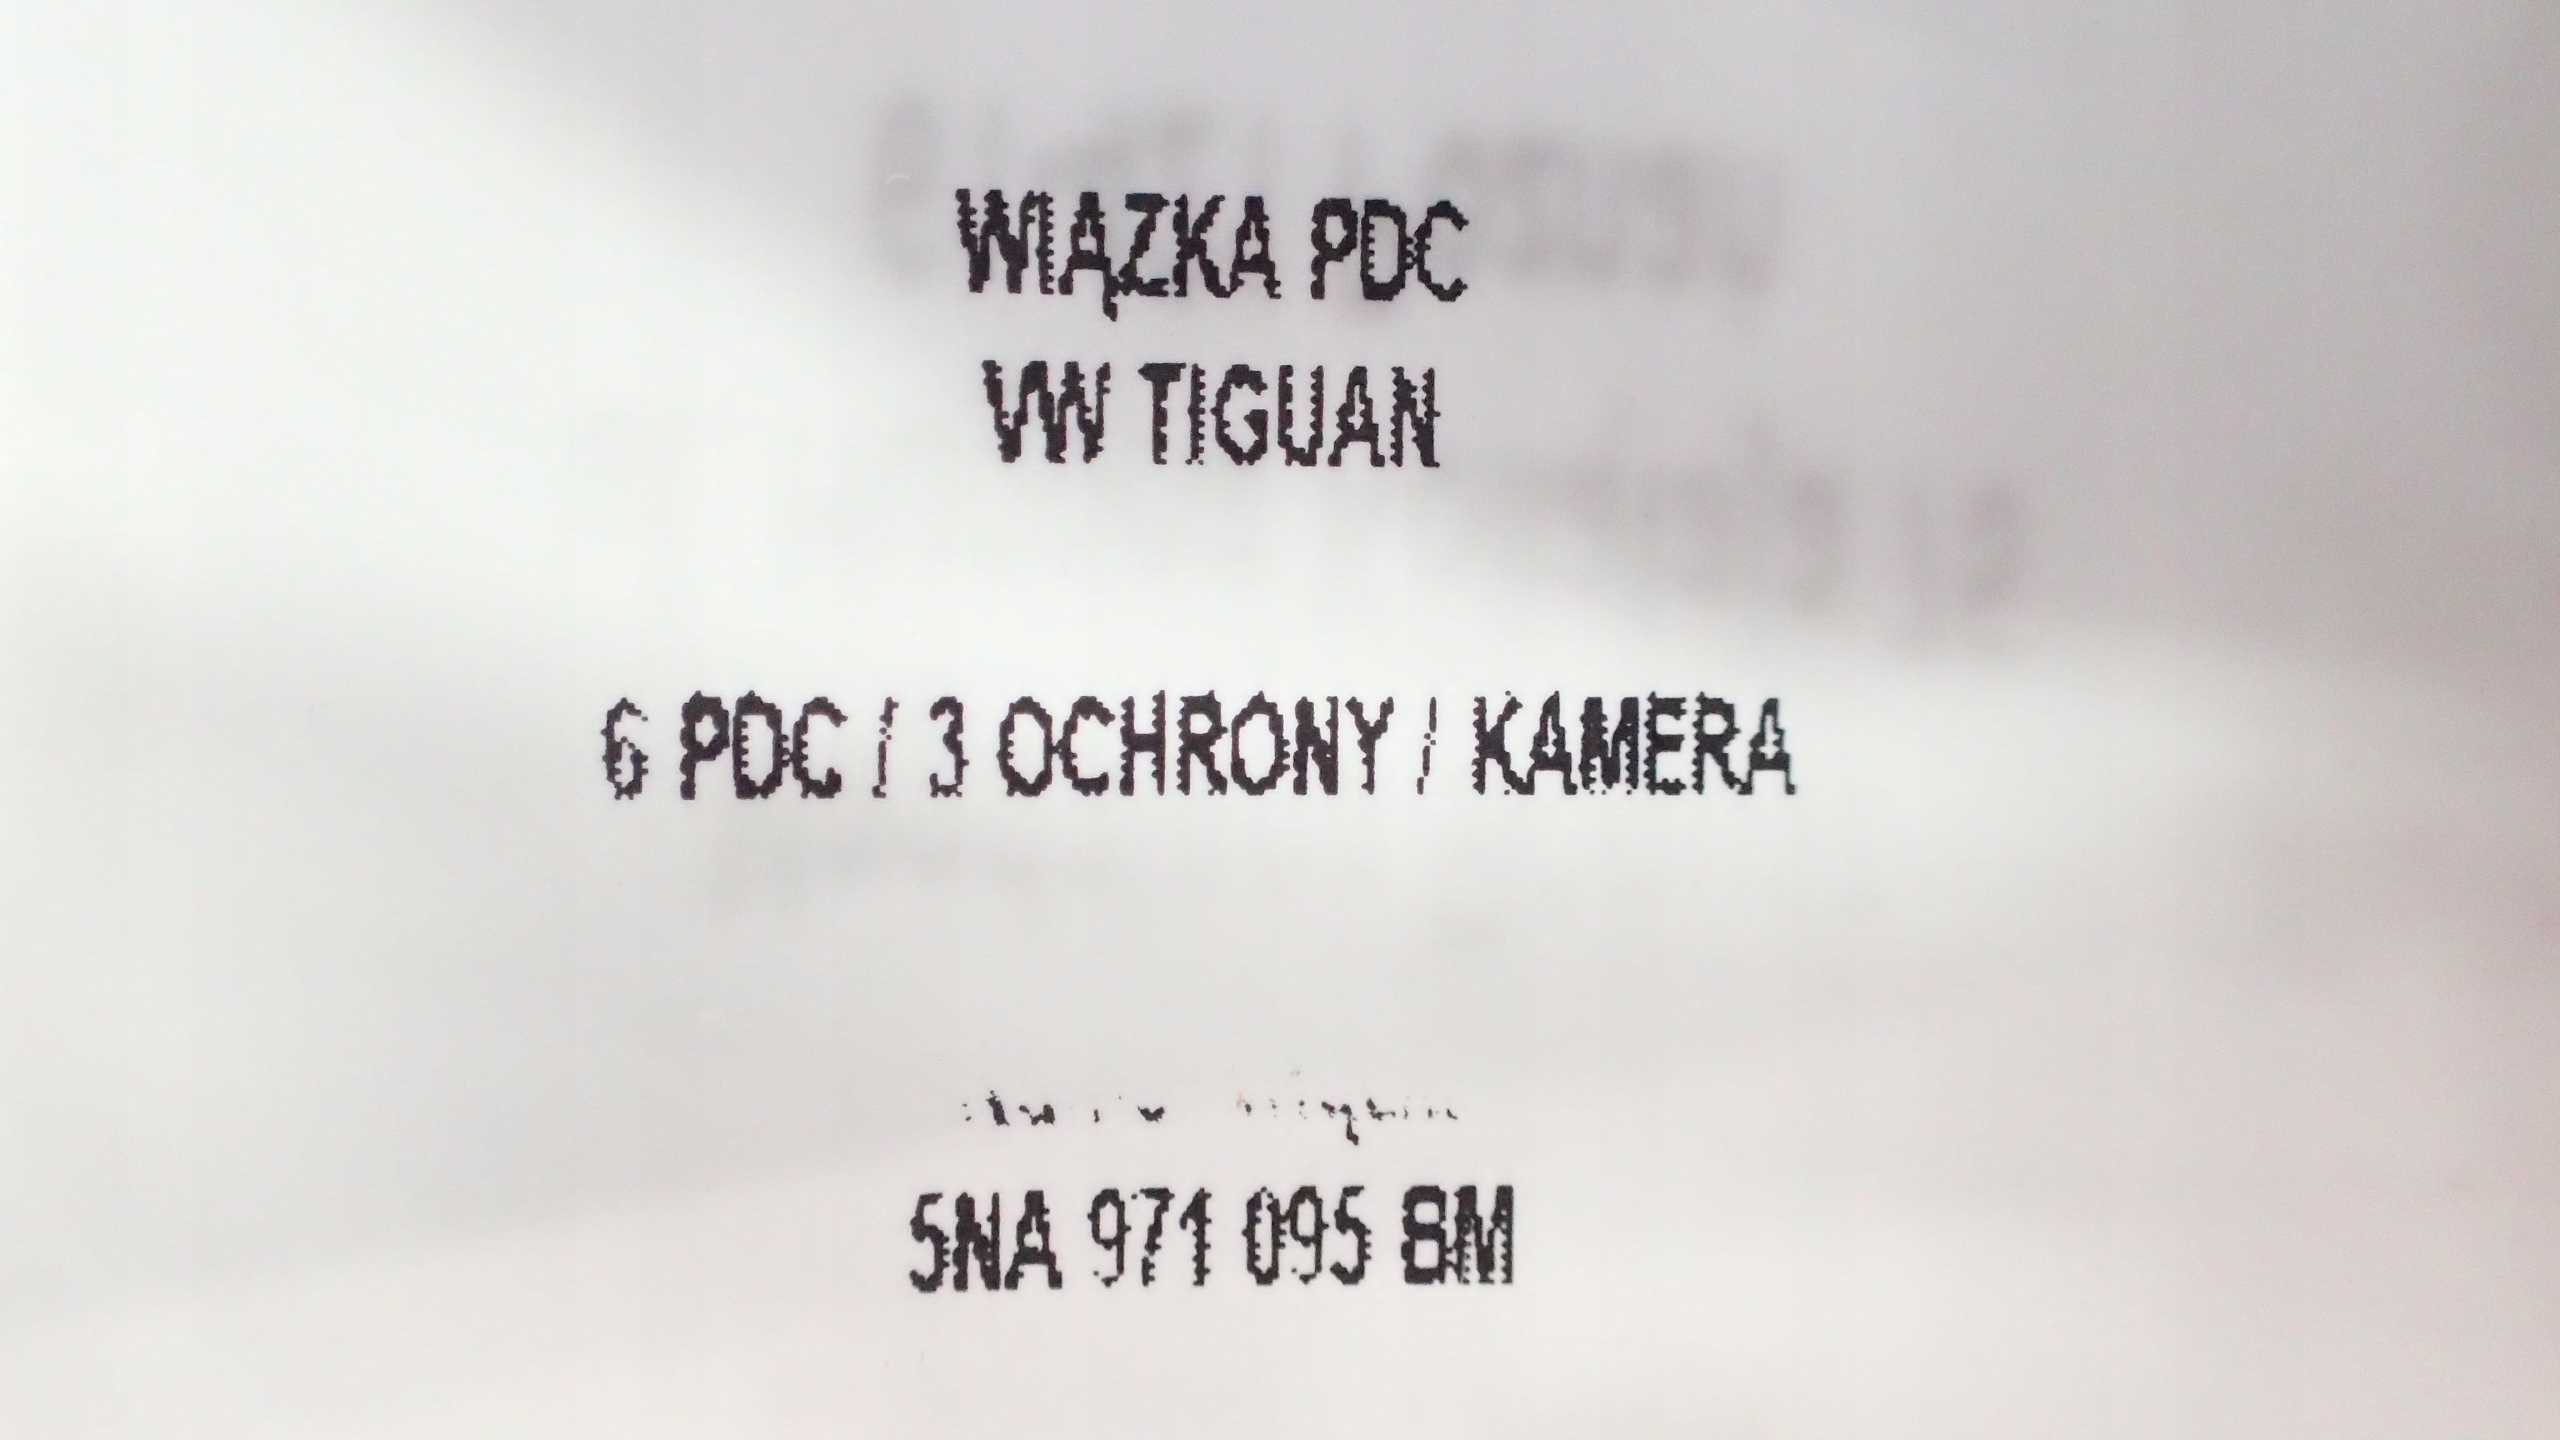 WIĄZKA PDC
VW TIGUAN
6 PDC / 3 OCHRONY / KAMERA
5NA 971 095 BM